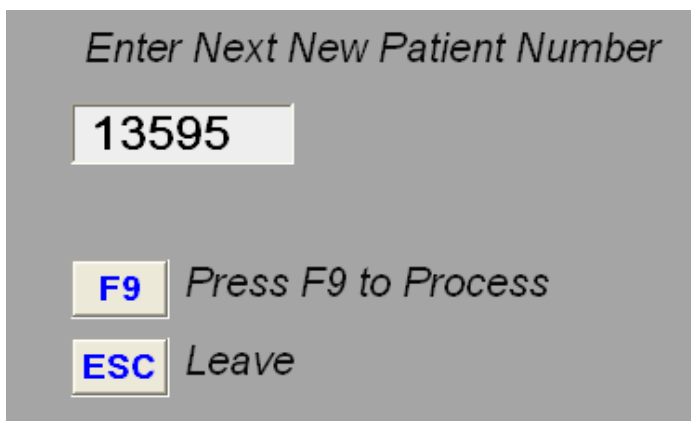 Enter Next New Patient Number
13595
F9 Press F9 to Process
ESC Leave